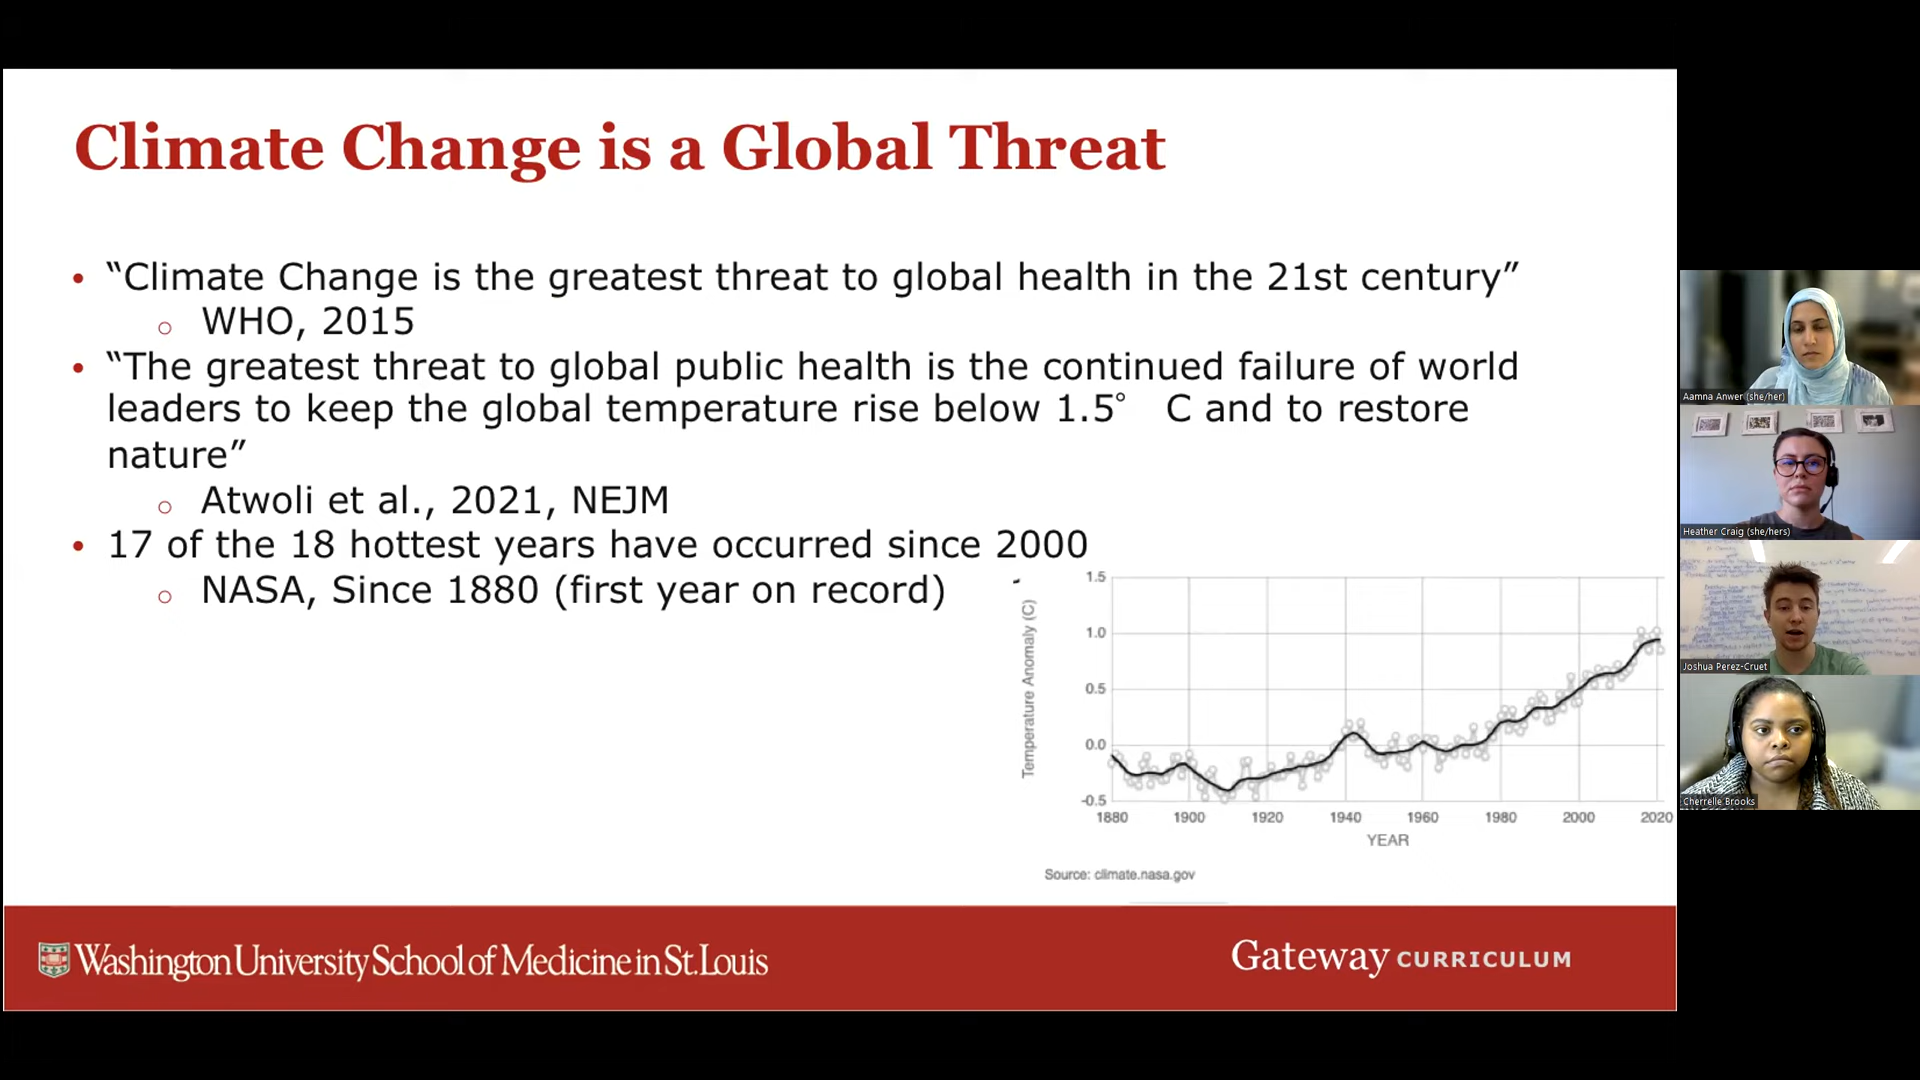 Climate Change is a Global Threat
• “Climate Change is the greatest threat to global health in the 21st century”
○ WHO, 2015
• “The greatest threat to global public health is the continued failure of world
leaders to keep the global temperature rise below 1.5° C and to restore
nature”
○ Atwoli et al., 2021, NEJM
• 17 of the 18 hottest years have occurred since 2000
○ NASA, Since 1880 (first year on record)
Temperature Anomaly (C)
1.5
1.0
0.5
0.0
-0.5
1880 1900 1920 1940 1960 1980 2000 2020
YEAR
Source: climate.nasa.gov
Washington University School of Medicine in St. Louis
Gateway CURRICULUM
Aamna Anwer (she/her)
Heather Craig (she/hers)
Joshua Perez-Cruet
Cherrelle Brooks